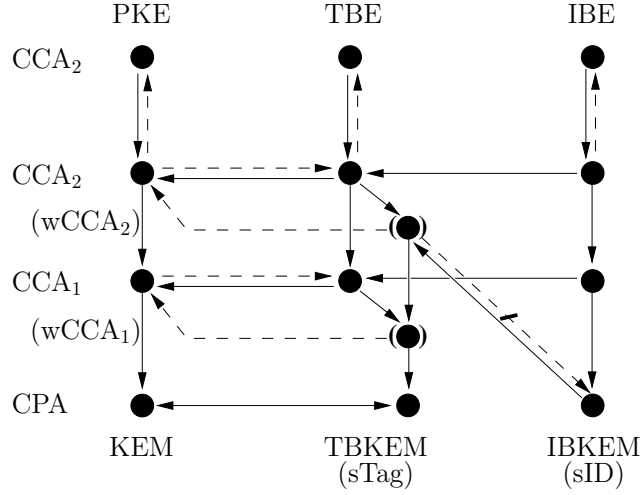 PKE TBE IBE
CCA₂
CCA₂
(wCCA₂) ( )
CCA₁
(wCCA₁) ( )
CPA
KEM TBKEM IBKEM
(sTag) (sID)